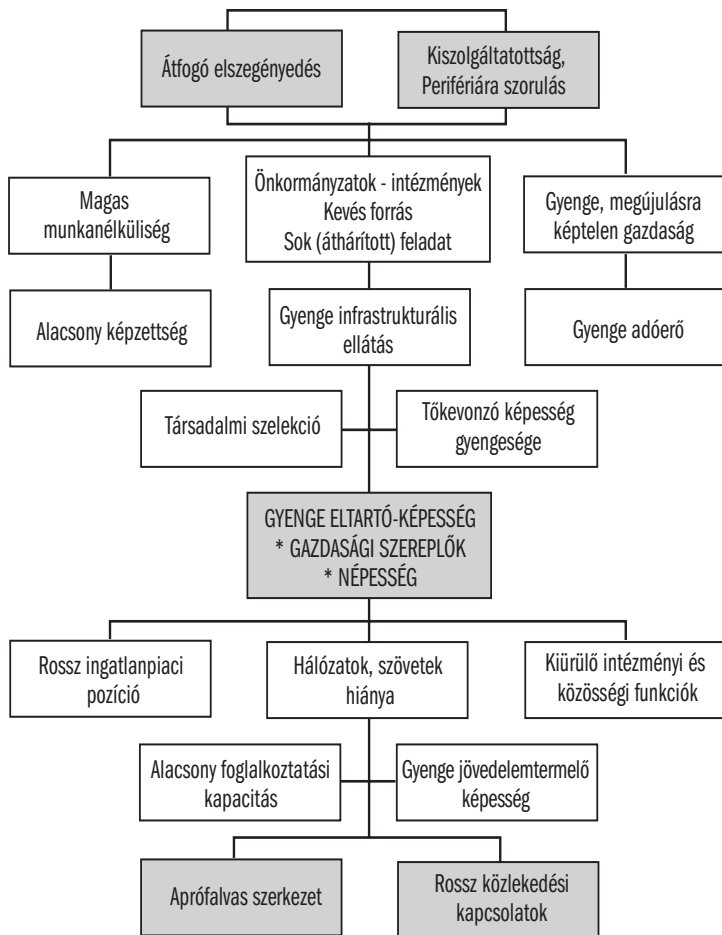 Átfogó elszegényedés
Kiszolgáltatottság,
Perifériára szorulás
Magas
munkanélküliség
Önkormányzatok - intézmények
Kevés forrás
Sok (áthárított) feladat
Gyenge, megújulásra
képtelen gazdaság
Alacsony képzettség
Gyenge infrastrukturális
ellátás
Gyenge adóerő
Társadalmi szelekció
Tőkevonzó képesség
gyengesége
GYENGE ELTARTÓ-KÉPESSÉG
* GAZDASÁGI SZEREPLŐK
* NÉPESSÉG
Rossz ingatlanpiaci
pozíció
Hálózatok, szövetek
hiánya
Kiürülő intézményi és
közösségi funkciók
Alacsony foglalkoztatási
kapacitás
Gyenge jövedelemtermelő
képesség
Aprófalvas szerkezet
Rossz közlekedési
kapcsolatok